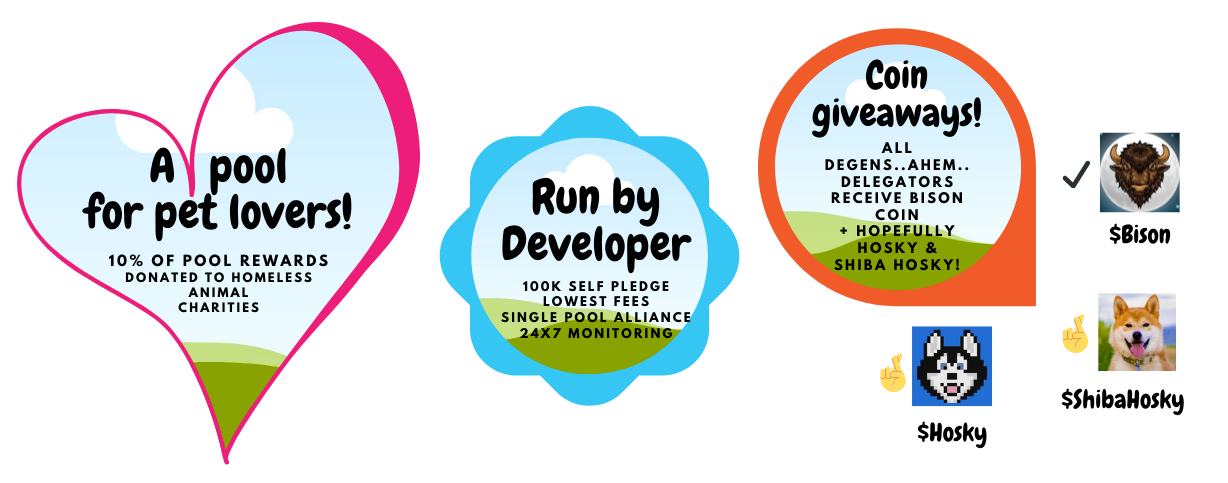 A pool
for pet lovers!
10% OF POOL REWARDS
DONATED TO HOMELESS
ANIMAL
CHARITIES
Run by
Developer
100K SELF PLEDGE
LOWEST FEES
SINGLE POOL ALLIANCE
24X7 MONITORING
Coin
giveaways!
ALL
DEGENS..AHEM..
DELEGATORS
RECEIVE BISON
COIN
+ HOPEFULLY
HOSKY &
SHIBA HOSKY!
$Bison
$Hosky
$ShibaHosky